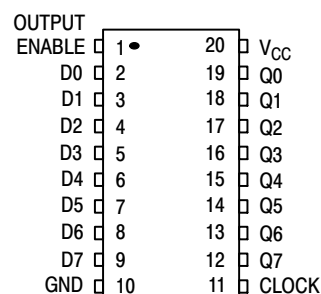 OUTPUT
ENABLE 1 20 VCC
D0 2 19 Q0
D1 3 18 Q1
D2 4 17 Q2
D3 5 16 Q3
D4 6 15 Q4
D5 7 14 Q5
D6 8 13 Q6
D7 9 12 Q7
GND 10 11 CLOCK